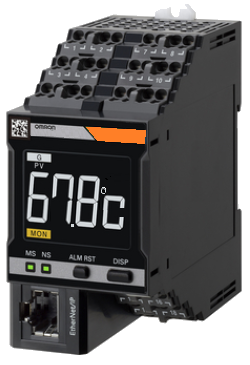 OMRON
G
PV
67.8°c
MON
MS NS ALM RST DISP
EtherNet/IP